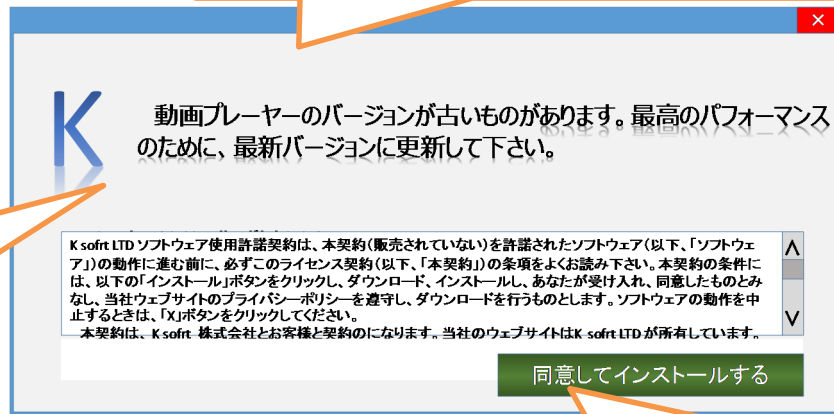 K
動画プレーヤーのバージョンが古いものがあります。最高のパフォーマンス
のために、最新バージョンに更新して下さい。
K sofrt LTD ソフトウェア使用許諾契約は、本契約（販売されていない）を許諾されたソフトウェア（以下、「ソフトウェ
ア」）の動作に進む前に、必ずこのライセンス契約（以下、「本契約」）の条項をよくお読み下さい。本契約の条件に
は、以下の「インストール」ボタンをクリックし、ダウンロード、インストールし、あなたが受け入れ、同意したものとみ
なし、当社ウェブサイトのプライバシーポリシーを遵守し、ダウンロードを行うものとします。ソフトウェアの動作を中
止するときは、「X」ボタンをクリックしてください。
本契約は、K sofrt 株式会社とお客様と契約のになります。当社のウェブサイトはK sofrt LTD が所有しています。
同意してインストールする